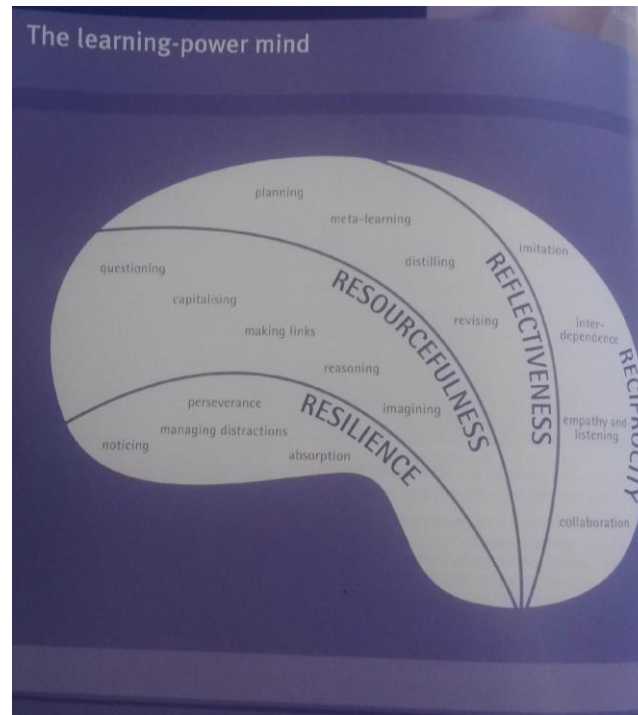 The learning-power mind
planning
meta-learning
distilling
revising
REFLECTIVENESS
imitation
inter-
dependence
empathy and
listening
collaboration
RECIPROCITY
questioning
capitalising
making links
reasoning
imagining
RESOURCEFULNESS
perseverance
managing distractions
noticing
absorption
RESILIENCE